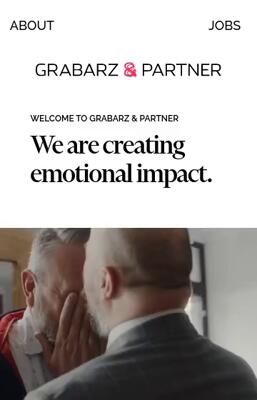 ABOUT
JOBS
GRABARZ & PARTNER
WELCOME TO GRABARZ & PARTNER
We are creating
emotional impact.